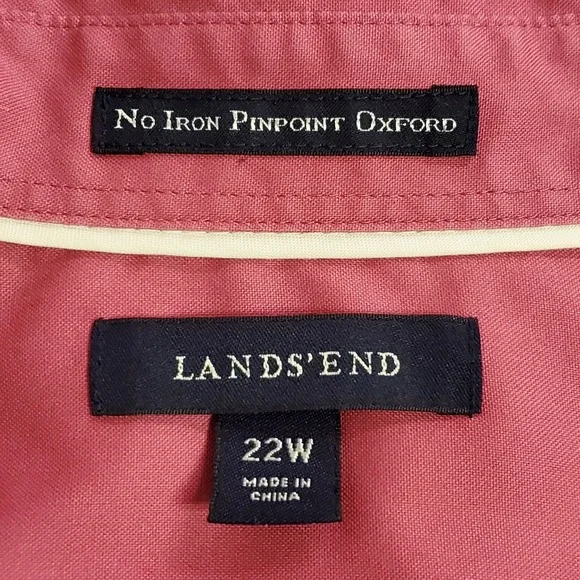 No Iron Pinpoint Oxford
LANDS'END
22W
MADE IN
CHINA